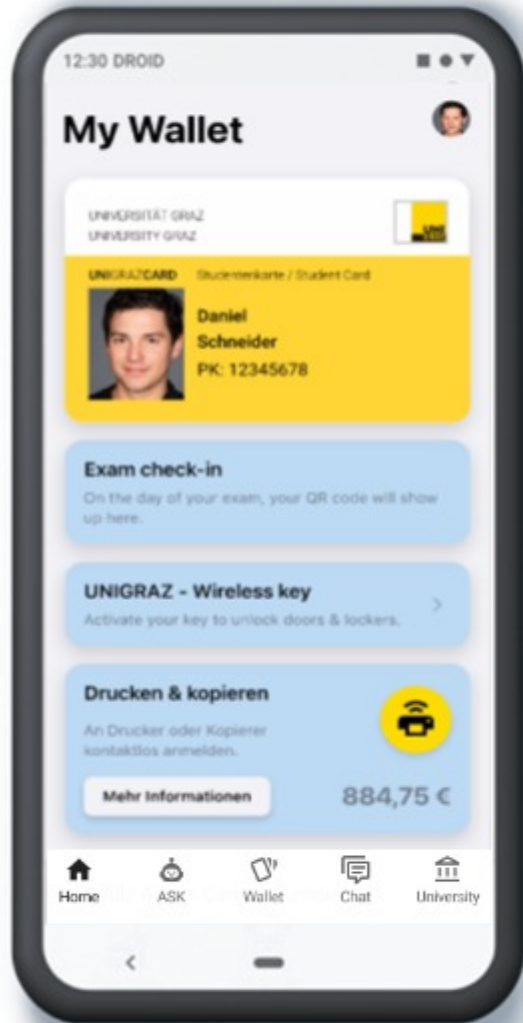 12:30 DROID
My Wallet
UNIVERSITÄT GRAZ
UNIVERSITY GRAZ
UNI
UNIGRAZCARD Studentenkarte / Student Card
Daniel
Schneider
PK: 12345678
Exam check-in
On the day of your exam, your QR code will show
up here.
UNIGRAZ - Wireless key
Activate your key to unlock doors & lockers.
Drucken & kopieren
An Drucker oder Kopierer
kontaktlos anmelden.
Mehr Informationen 884,75 €
Home ASK Wallet Chat University